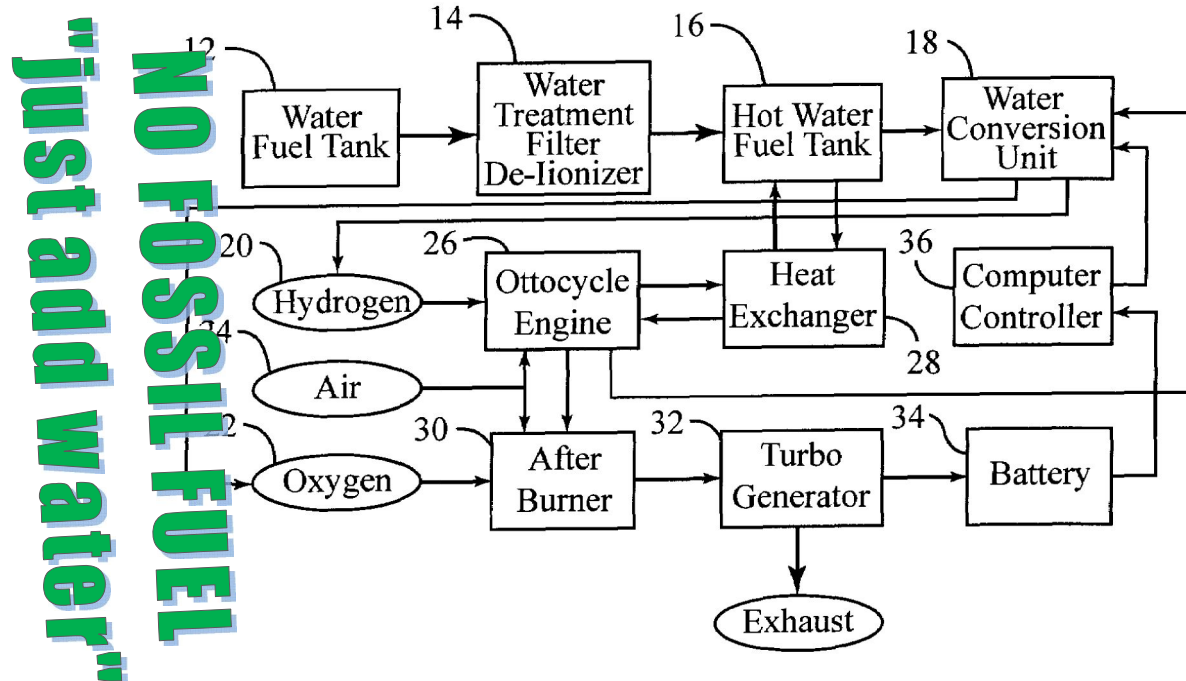 "just add water"
NO FOSSIL FUEL
12
14
16
18
Water
Fuel Tank
Water
Treatment
Filter
De-Iionizer
Hot Water
Fuel Tank
Water
Conversion
Unit
20
26
36
Hydrogen
Ottocycle
Engine
Heat
Exchanger
28
Computer
Controller
24
Air
22
30
32
34
Oxygen
After
Burner
Turbo
Generator
Battery
Exhaust